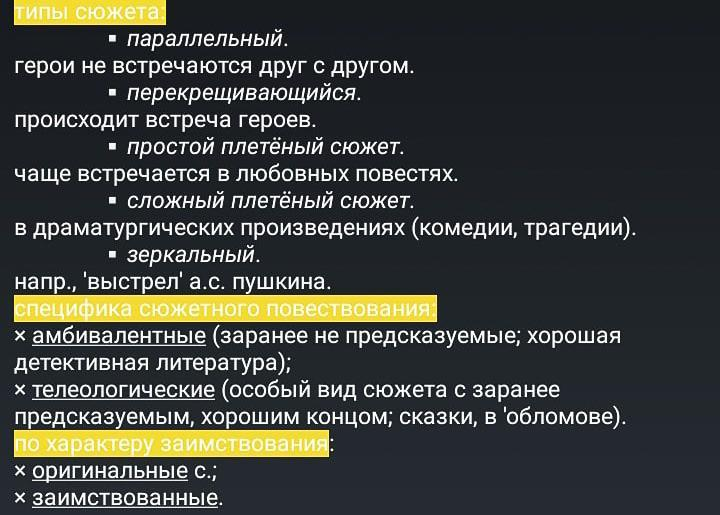 типы сюжета:
▪ параллельный.
герои не встречаются друг с другом.
▪ перекрещивающийся.
происходит встреча героев.
▪ простой плетёный сюжет.
чаще встречается в любовных повестях.
▪ сложный плетёный сюжет.
в драматургических произведениях (комедии, трагедии).
▪ зеркальный.
напр., 'выстрел' а.с. пушкина.
специфика сюжетного повествования:
× амбивалентные (заранее не предсказуемые; хорошая
детективная литература);
× телеологические (особый вид сюжета с заранее
предсказуемым, хорошим концом; сказки, в 'обломове).
по характеру заимствования:
× оригинальные с.;
× заимствованные.